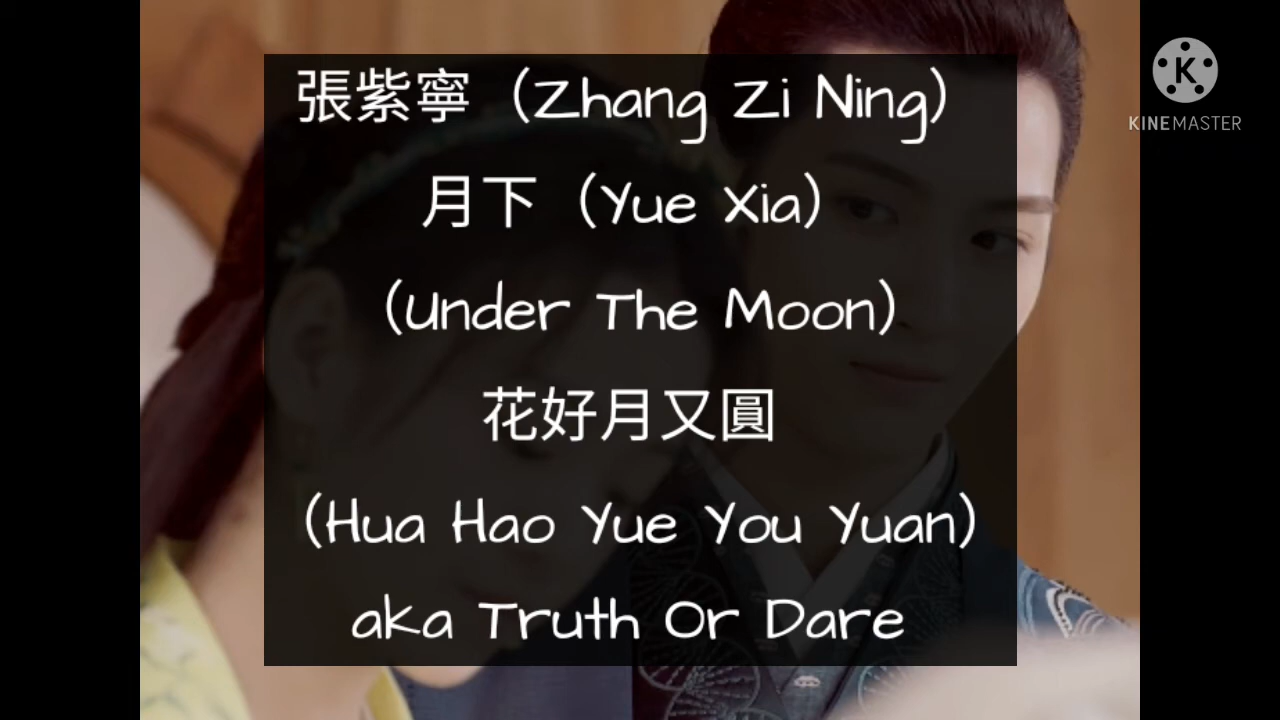 張紫寧 (Zhang Zi Ning)
月下 (Yue Xia)
(Under The Moon)
花好月又圓
(Hua Hao Yue You Yuan)
aka Truth Or Dare
K
KINEMASTER